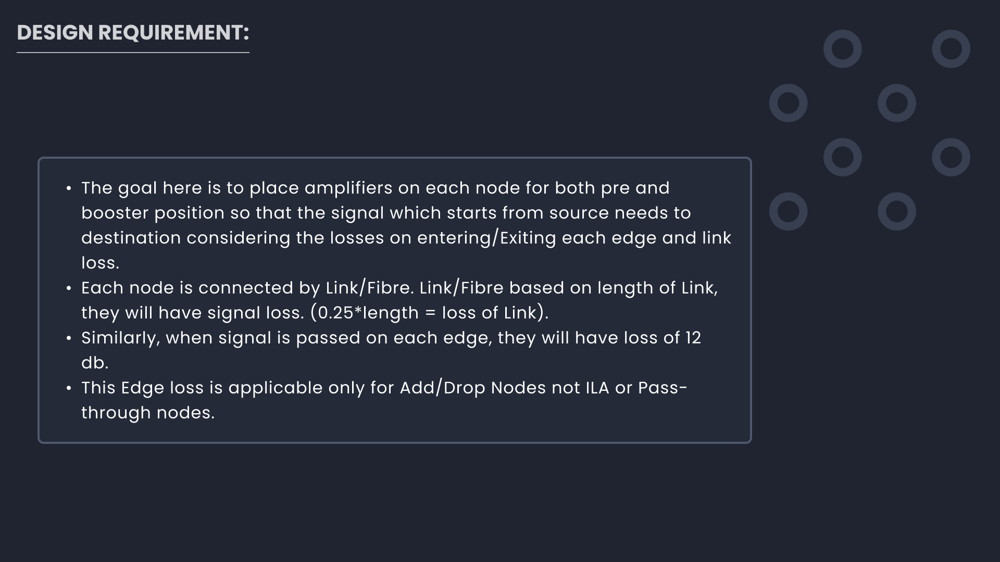 DESIGN REQUIREMENT:
• The goal here is to place amplifiers on each node for both pre and
booster position so that the signal which starts from source needs to
destination considering the losses on entering/Exiting each edge and link
loss.
• Each node is connected by Link/Fibre. Link/Fibre based on length of Link,
they will have signal loss. (0.25*length = loss of Link).
• Similarly, when signal is passed on each edge, they will have loss of 12
db.
• This Edge loss is applicable only for Add/Drop Nodes not ILA or Pass-
through nodes.